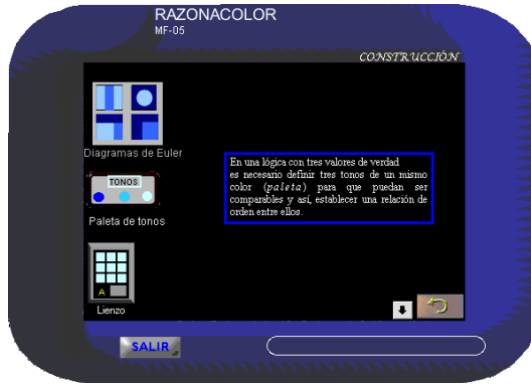 RAZONACOLOR
MF-05
CONSTRUCCIÓN
Diagramas de Euler
TONOS
Paleta de tonos
A
Lienzo
En una lógica con tres valores de verdad
es necesario definir tres tonos de un mismo
color (paleta) para que puedan ser
comparables y así, establecer una relación de
orden entre ellos.
SALIR